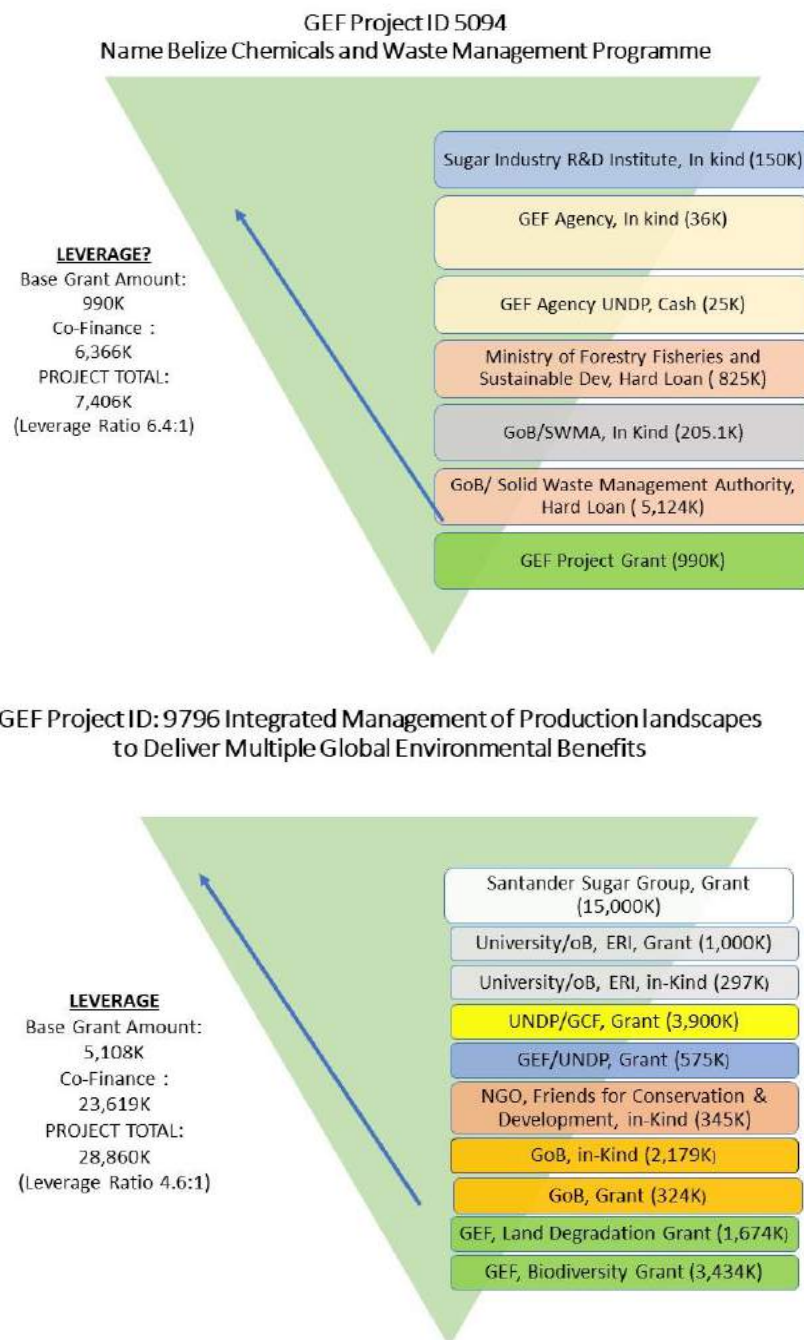 GEF Project ID 5094
Name Belize Chemicals and Waste Management Programme
Sugar Industry R&D Institute, In kind (150K)
GEF Agency, In kind (36K)
LEVERAGE?
Base Grant Amount:
990K
Co-Finance :
6,366K
PROJECT TOTAL:
7,406K
(Leverage Ratio 6.4:1)
GEF Agency UNDP, Cash (25K)
Ministry of Forestry Fisheries and
Sustainable Dev, Hard Loan ( 825K)
GoB/SWMA, In Kind (205.1K)
GoB/ Solid Waste Management Authority,
Hard Loan ( 5,124K)
GEF Project Grant (990K)
GEF Project ID: 9796 Integrated Management of Production landscapes
to Deliver Multiple Global Environmental Benefits
Santander Sugar Group, Grant
(15,000K)
University/oB, ERI, Grant (1,000K)
University/oB, ERI, in-Kind (297K)
LEVERAGE
Base Grant Amount:
5,108K
Co-Finance :
23,619K
PROJECT TOTAL:
28,860K
(Leverage Ratio 4.6:1)
UNDP/GCF, Grant (3,900K)
GEF/UNDP, Grant (575K)
NGO, Friends for Conservation &
Development, in-Kind (345K)
GoB, in-Kind (2,179K)
GoB, Grant (324K)
GEF, Land Degradation Grant (1,674K)
GEF, Biodiversity Grant (3,434K)